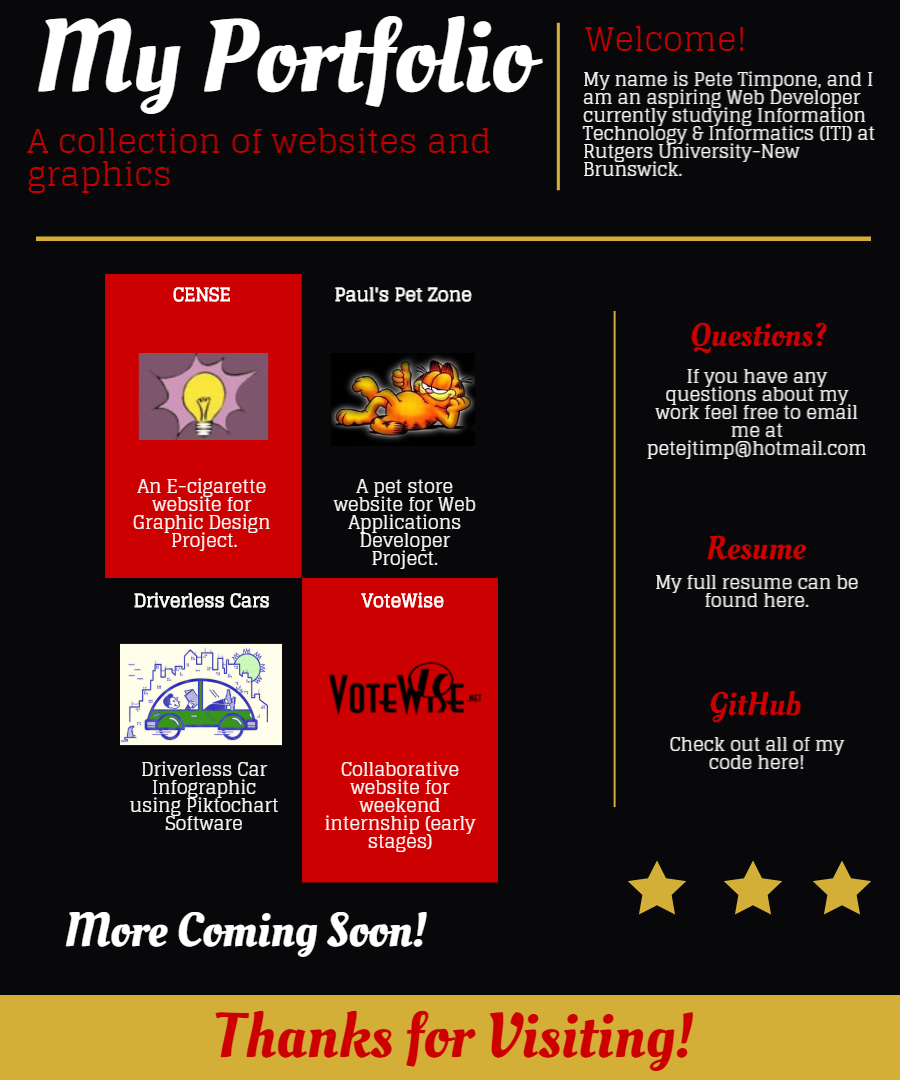 My Portfolio
A collection of websites and
graphics
Welcome!
My name is Pete Timpone, and I
am an aspiring Web Developer
currently studying Information
Technology & Informatics (ITI) at
Rutgers University-New
Brunswick.
CENSE
An E-cigarette
website for
Graphic Design
Project.
Paul's Pet Zone
A pet store
website for Web
Applications
Developer
Project.
Driverless Cars
Driverless Car
Infographic
using Piktochart
Software
VoteWise
VOTEWISE.NET
Collaborative
website for
weekend
internship (early
stages)
Questions?
If you have any
questions about my
work feel free to email
me at
petejtimp@hotmail.com
Resume
My full resume can be
found here.
GitHub
Check out all of my
code here!
More Coming Soon!
Thanks for Visiting!